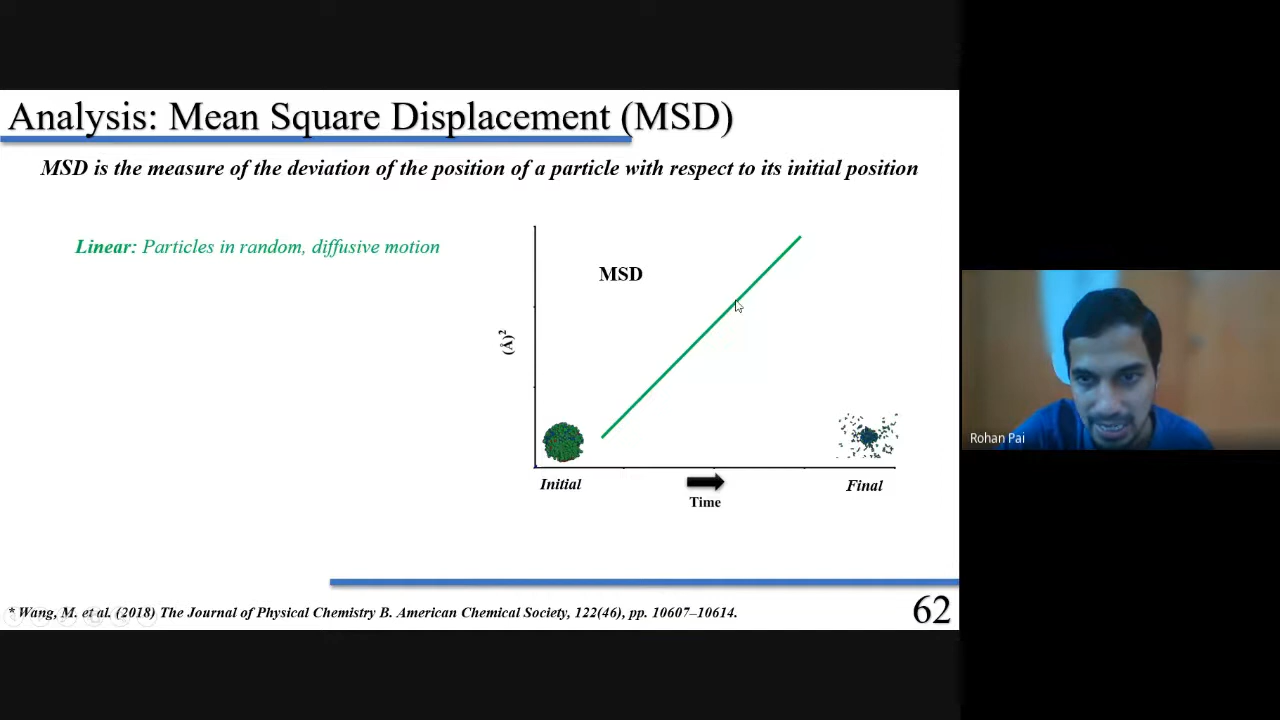 Analysis: Mean Square Displacement (MSD)
MSD is the measure of the deviation of the position of a particle with respect to its initial position
Linear: Particles in random, diffusive motion
MSD
(Å)²
Initial
Final
Time
Rohan Pai
* Wang, M. et al. (2018) The Journal of Physical Chemistry B. American Chemical Society, 122(46), pp. 10607–10614.
62